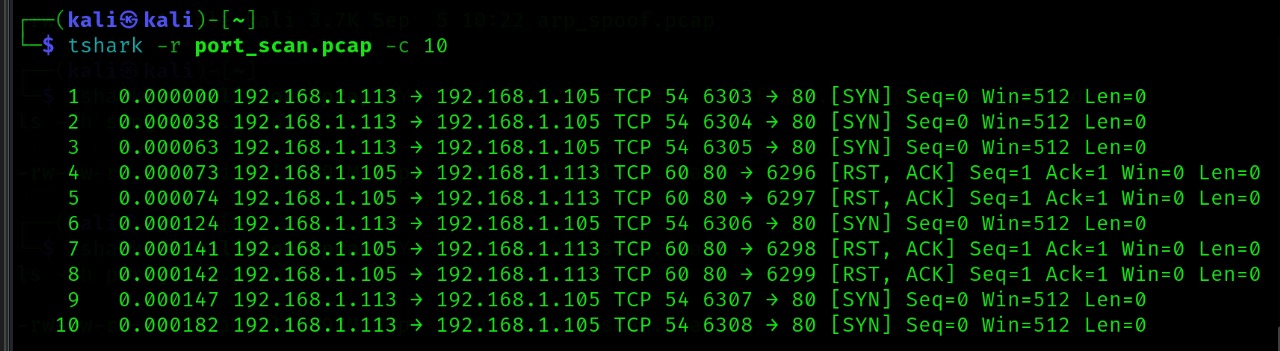 ┌──(kali㉿kali)-[~]
└─$ tshark -r port_scan.pcap -c 10
1 0.000000 192.168.1.113 → 192.168.1.105 TCP 54 6303 → 80 [SYN] Seq=0 Win=512 Len=0
2 0.000038 192.168.1.113 → 192.168.1.105 TCP 54 6304 → 80 [SYN] Seq=0 Win=512 Len=0
3 0.000063 192.168.1.113 → 192.168.1.105 TCP 54 6305 → 80 [SYN] Seq=0 Win=512 Len=0
4 0.000073 192.168.1.105 → 192.168.1.113 TCP 60 80 → 6296 [RST, ACK] Seq=1 Ack=1 Win=0 Len=0
5 0.000074 192.168.1.105 → 192.168.1.113 TCP 60 80 → 6297 [RST, ACK] Seq=1 Ack=1 Win=0 Len=0
6 0.000124 192.168.1.113 → 192.168.1.105 TCP 54 6306 → 80 [SYN] Seq=0 Win=512 Len=0
7 0.000141 192.168.1.105 → 192.168.1.113 TCP 60 80 → 6298 [RST, ACK] Seq=1 Ack=1 Win=0 Len=0
8 0.000142 192.168.1.105 → 192.168.1.113 TCP 60 80 → 6299 [RST, ACK] Seq=1 Ack=1 Win=0 Len=0
9 0.000147 192.168.1.113 → 192.168.1.105 TCP 54 6307 → 80 [SYN] Seq=0 Win=512 Len=0
10 0.000182 192.168.1.113 → 192.168.1.105 TCP 54 6308 → 80 [SYN] Seq=0 Win=512 Len=0